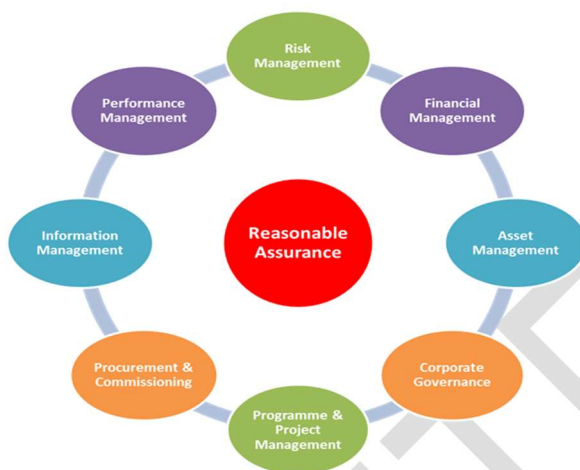 Risk
Management
Financial
Management
Asset
Management
Corporate
Governance
Programme &
Project
Management
Procurement &
Commissioning
Information
Management
Performance
Management
Reasonable
Assurance